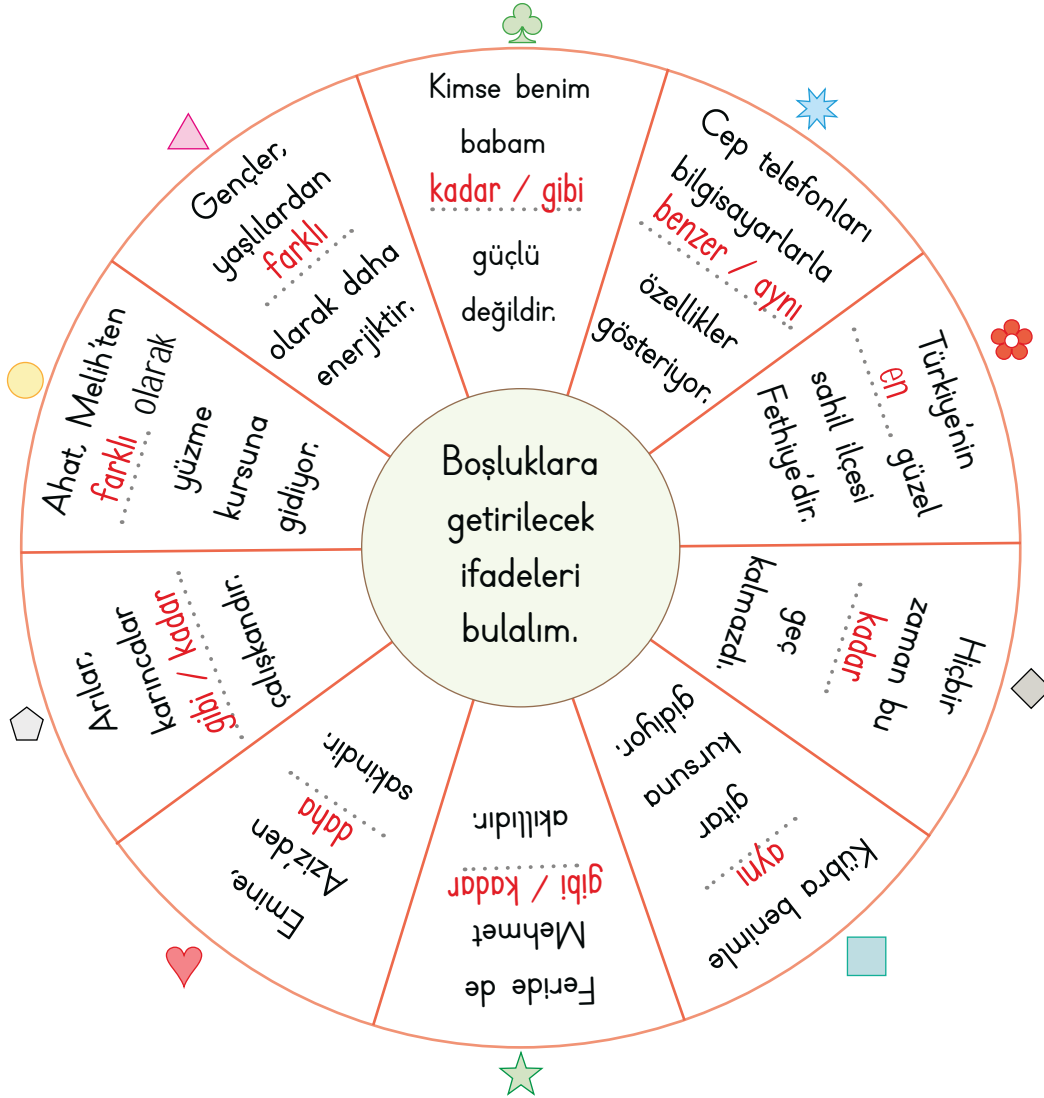 Kimse benim
babam
kadar / gibi
güçlü
değildir.
Cep telefonları
bilgisayarlarla
benzer / aynı
özellikler
gösteriyor.
Türkiye'nin
en güzel
sahil ilçesi
Fethiye'dir.
Hiçbir
zaman bu
kadar
geç
kalmazdı.
Kübra benimle
aynı
gitar
kursuna
gidiyor.
Feride de
Mehmet
gibi / kadar
akıllıdır.
Emine,
Aziz'den
daha
sakindir.
Arılar,
karıncalar
gibi / kadar
çalışkandır.
Ahat, Melih'ten
farklı olarak
yüzme
kursuna
gidiyor.
Gençler,
yaşlılardan
farklı
olarak daha
enerjiktir.
Boşluklara
getirilecek
ifadeleri
bulalım.